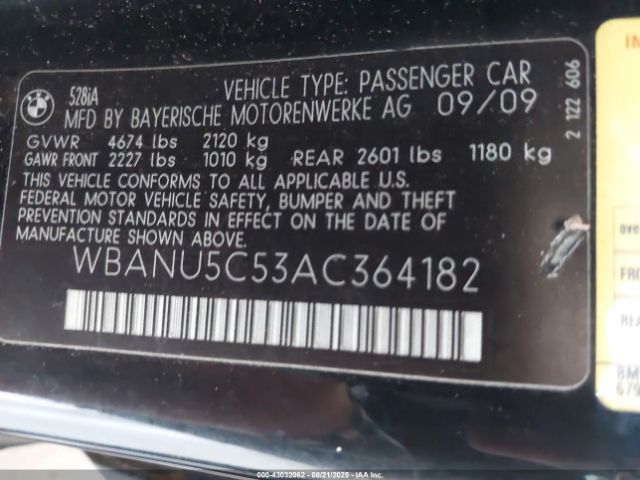 528iA VEHICLE TYPE: PASSENGER CAR
MFD BY BAYERISCHE MOTORENWERKE AG 09/09
GVWR 4674 lbs 2120 kg
GAWR FRONT 2227 lbs 1010 kg REAR 2601 lbs 1180 kg
THIS VEHICLE CONFORMS TO ALL APPLICABLE U.S.
FEDERAL MOTOR VEHICLE SAFETY, BUMPER AND THEFT
PREVENTION STANDARDS IN EFFECT ON THE DATE OF
MANUFACTURE SHOWN ABOVE.
WBANU5C53AC364182
2 122 606
000-43032062 - 08/21/2025 - IAAI Copart